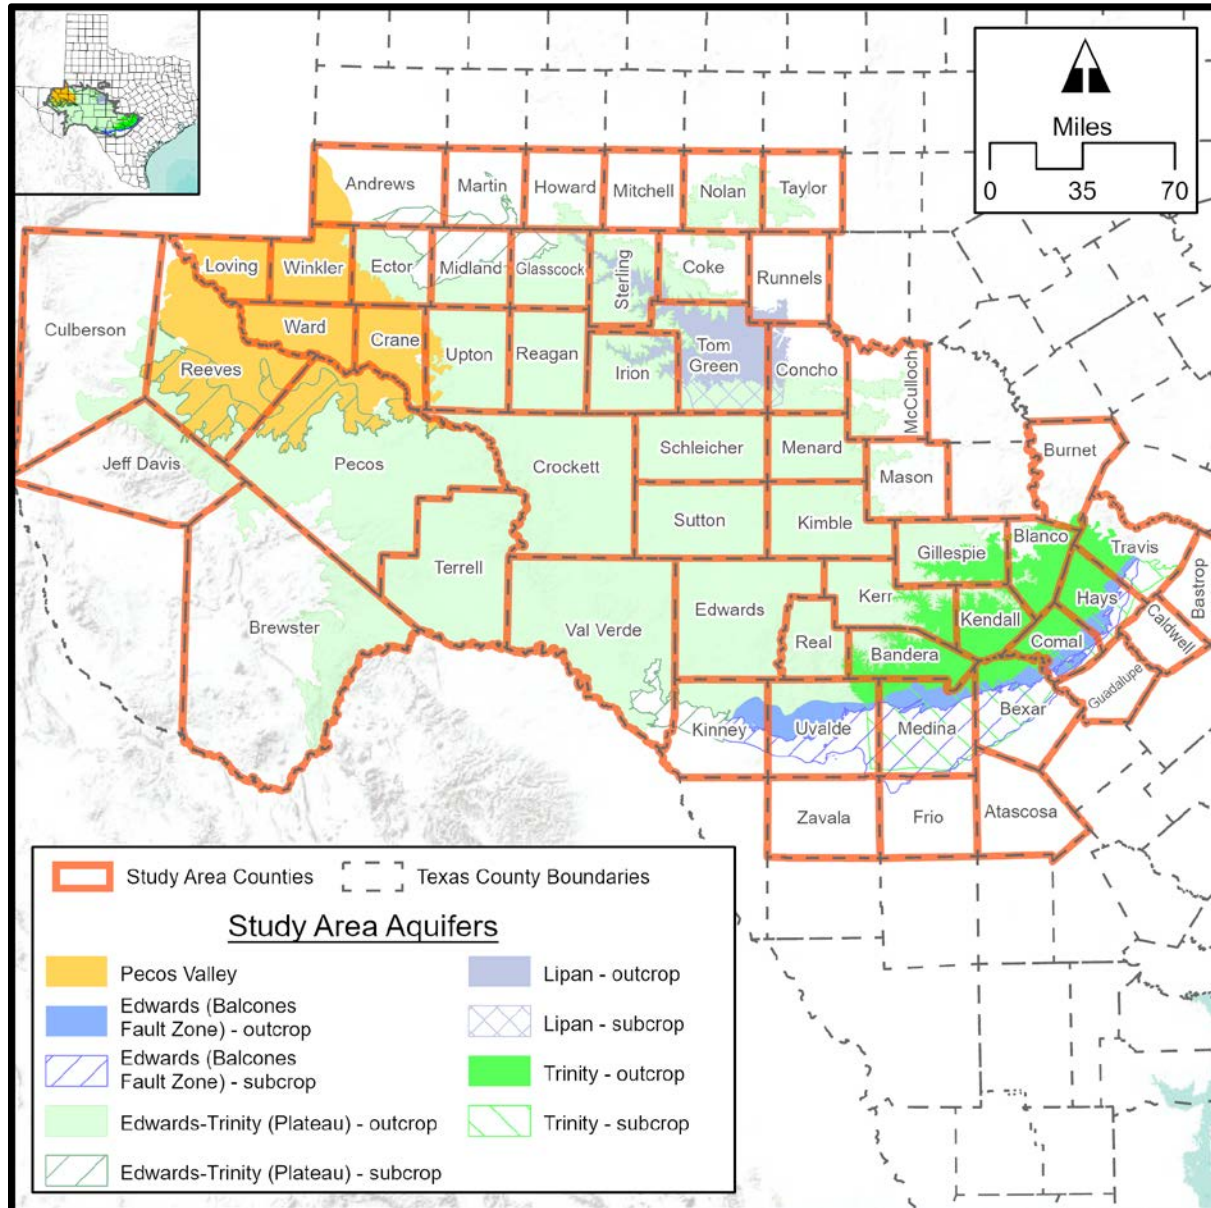 Miles
0 35 70
Andrews
Martin
Howard
Mitchell
Nolan
Taylor
Loving
Winkler
Ector
Midland
Glasscock
Sterling
Coke
Runnels
Culberson
Ward
Crane
Upton
Reagan
Irion
Tom
Green
Concho
McCulloch
Reeves
Jeff Davis
Pecos
Crockett
Schleicher
Menard
Mason
Burnet
Sutton
Kimble
Gillespie
Blanco
Travis
Bastrop
Terrell
Brewster
Val Verde
Edwards
Kerr
Real
Kendall
Hays
Caldwell
Bandera
Comal
Guadalupe
Kinney
Uvalde
Medina
Bexar
Zavala
Frio
Atascosa
Study Area Counties
Texas County Boundaries
Study Area Aquifers
Pecos Valley
Edwards (Balcones
Fault Zone) - outcrop
Edwards (Balcones
Fault Zone) - subcrop
Edwards-Trinity (Plateau) - outcrop
Edwards-Trinity (Plateau) - subcrop
Lipan - outcrop
Lipan - subcrop
Trinity - outcrop
Trinity - subcrop